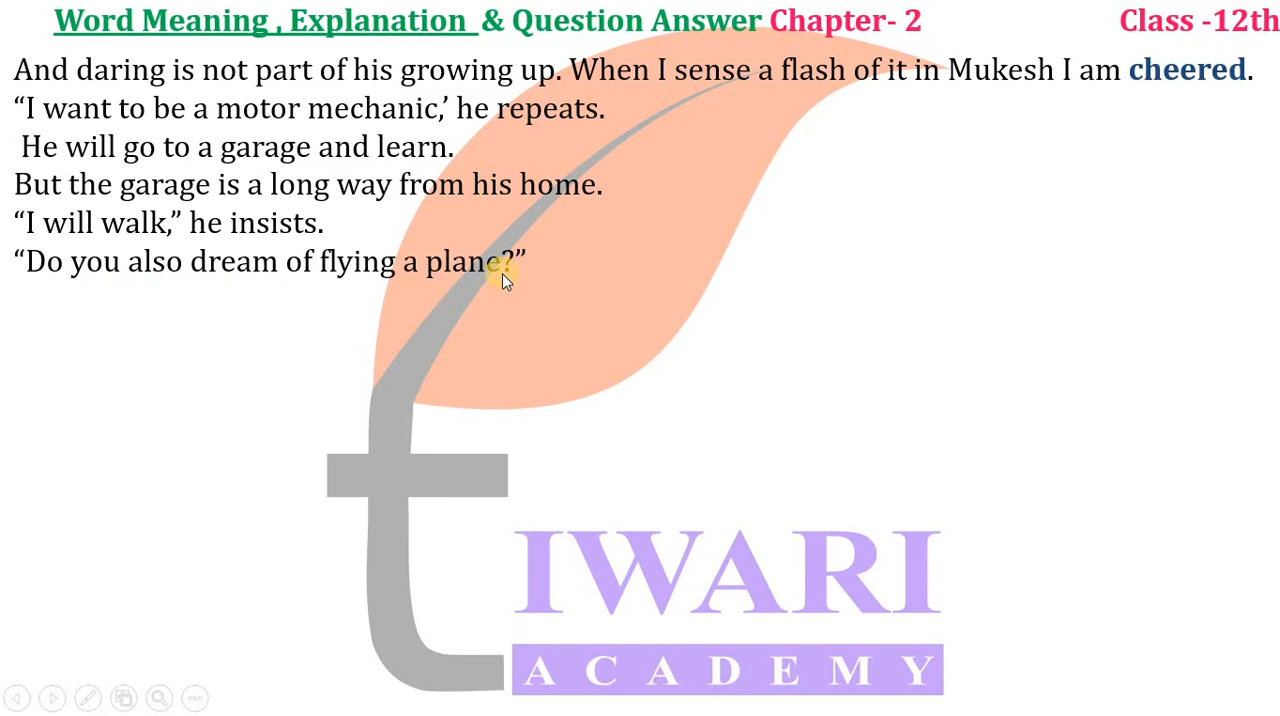 Word Meaning , Explanation & Question Answer Chapter- 2 Class -12th
And daring is not part of his growing up. When I sense a flash of it in Mukesh I am cheered.
“I want to be a motor mechanic,’ he repeats.
He will go to a garage and learn.
But the garage is a long way from his home.
“I will walk,” he insists.
“Do you also dream of flying a plane?”
tIWARI
ACADEMY